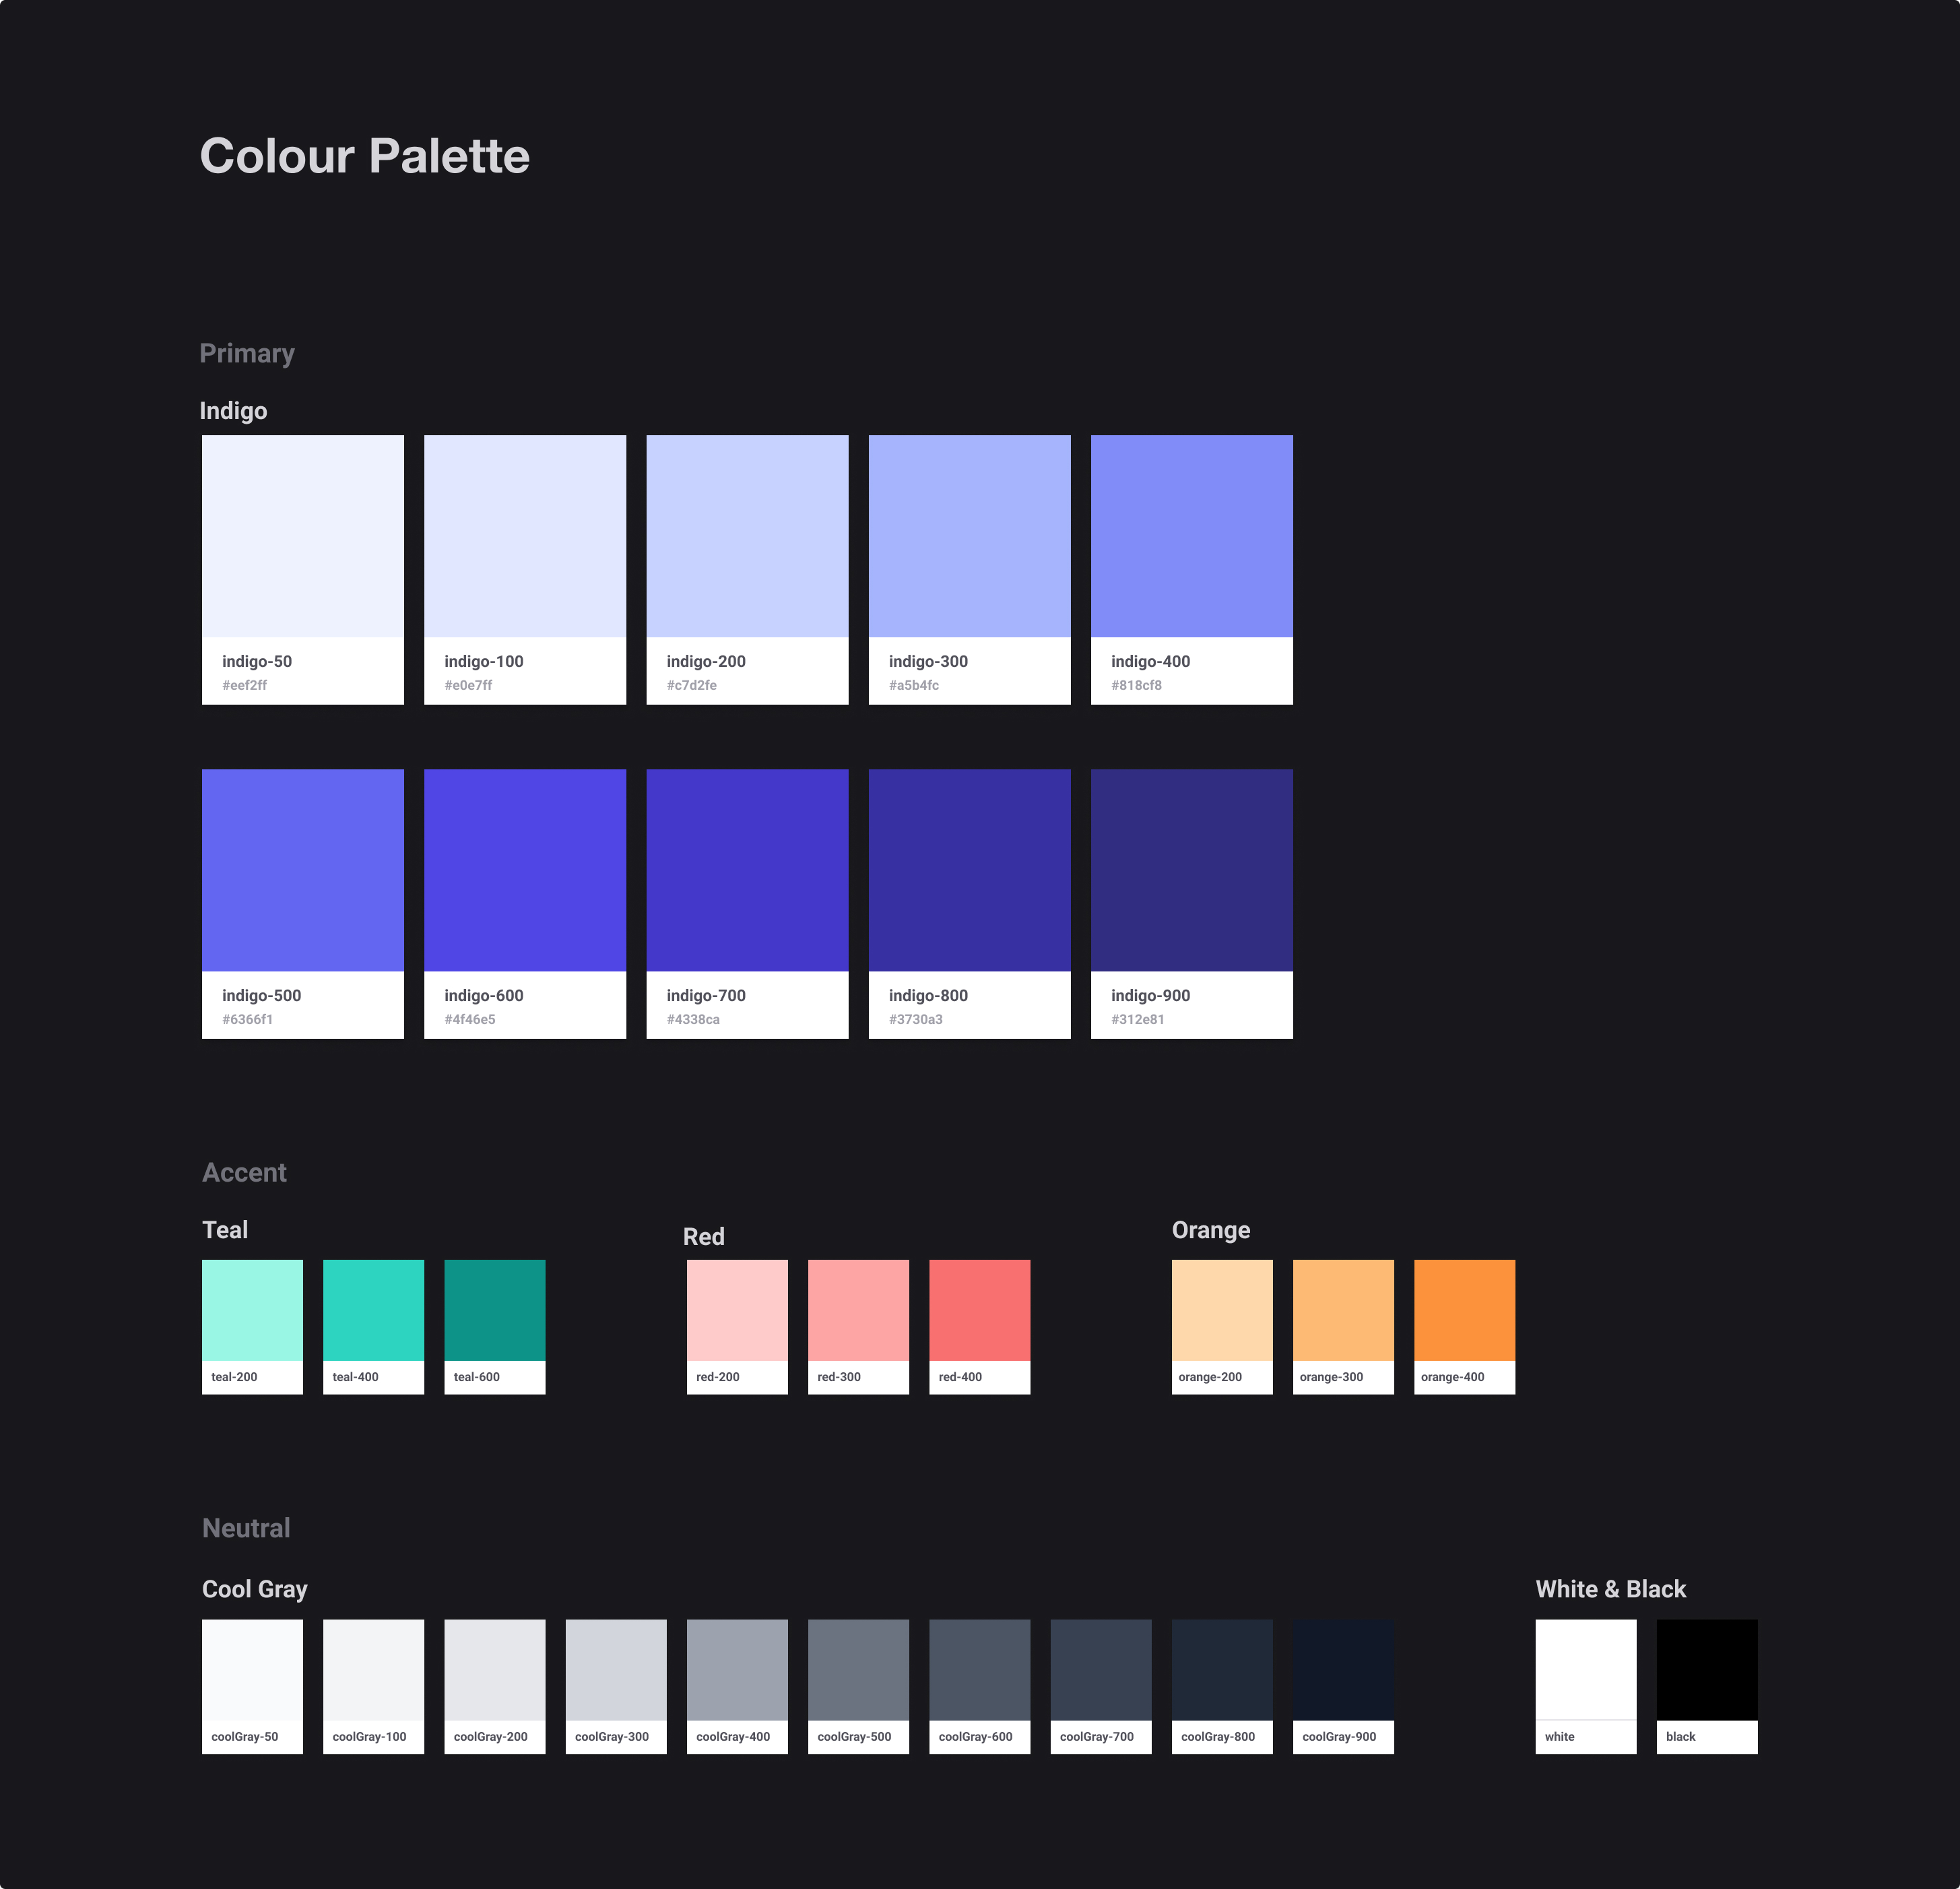 Colour Palette
Primary
Indigo
indigo-50
#eef2ff
indigo-100
#e0e7ff
indigo-200
#c7d2fe
indigo-300
#a5b4fc
indigo-400
#818cf8
indigo-500
#6366f1
indigo-600
#4f46e5
indigo-700
#4338ca
indigo-800
#3730a3
indigo-900
#312e81
Accent
Teal
teal-200
teal-400
teal-600
Red
red-200
red-300
red-400
Orange
orange-200
orange-300
orange-400
Neutral
Cool Gray
coolGray-50
coolGray-100
coolGray-200
coolGray-300
coolGray-400
coolGray-500
coolGray-600
coolGray-700
coolGray-800
coolGray-900
White & Black
white
black